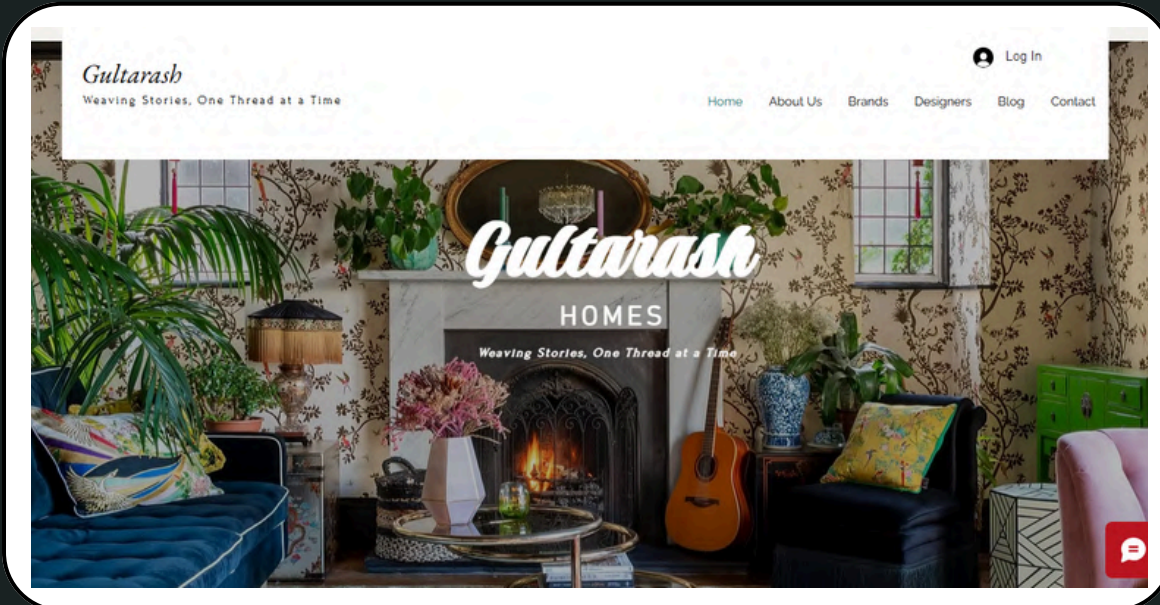 Log In
Gultarash
Weaving Stories, One Thread at a Time
Home About Us Brands Designers Blog Contact
Gultarash
HOMES
Weaving Stories, One Thread at a Time